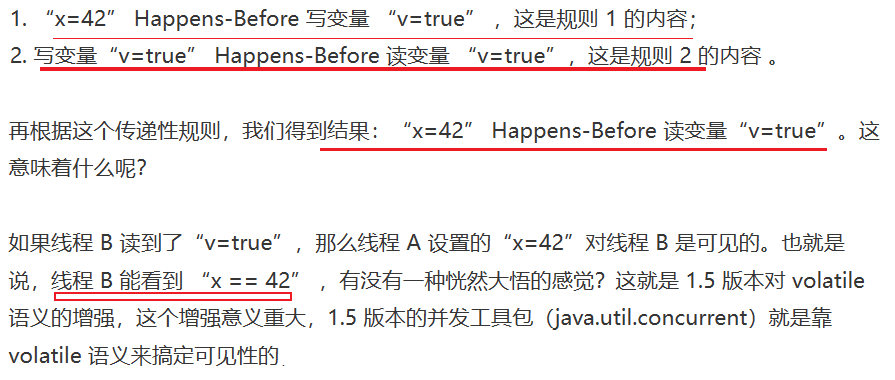 1. “x=42” Happens-Before 写变量 “v=true” ，这是规则 1 的内容；
2. 写变量“v=true” Happens-Before 读变量 “v=true”，这是规则 2 的内容 。
再根据这个传递性规则，我们得到结果：“x=42” Happens-Before 读变量“v=true”。这
意味着什么呢？
如果线程 B 读到了“v=true”，那么线程 A 设置的“x=42”对线程 B 是可见的。也就是
说，线程 B 能看到 “x == 42” ，有没有一种恍然大悟的感觉？这就是 1.5 版本对 volatile
语义的增强，这个增强意义重大，1.5 版本的并发工具包（java.util.concurrent）就是靠
volatile 语义来搞定可见性的